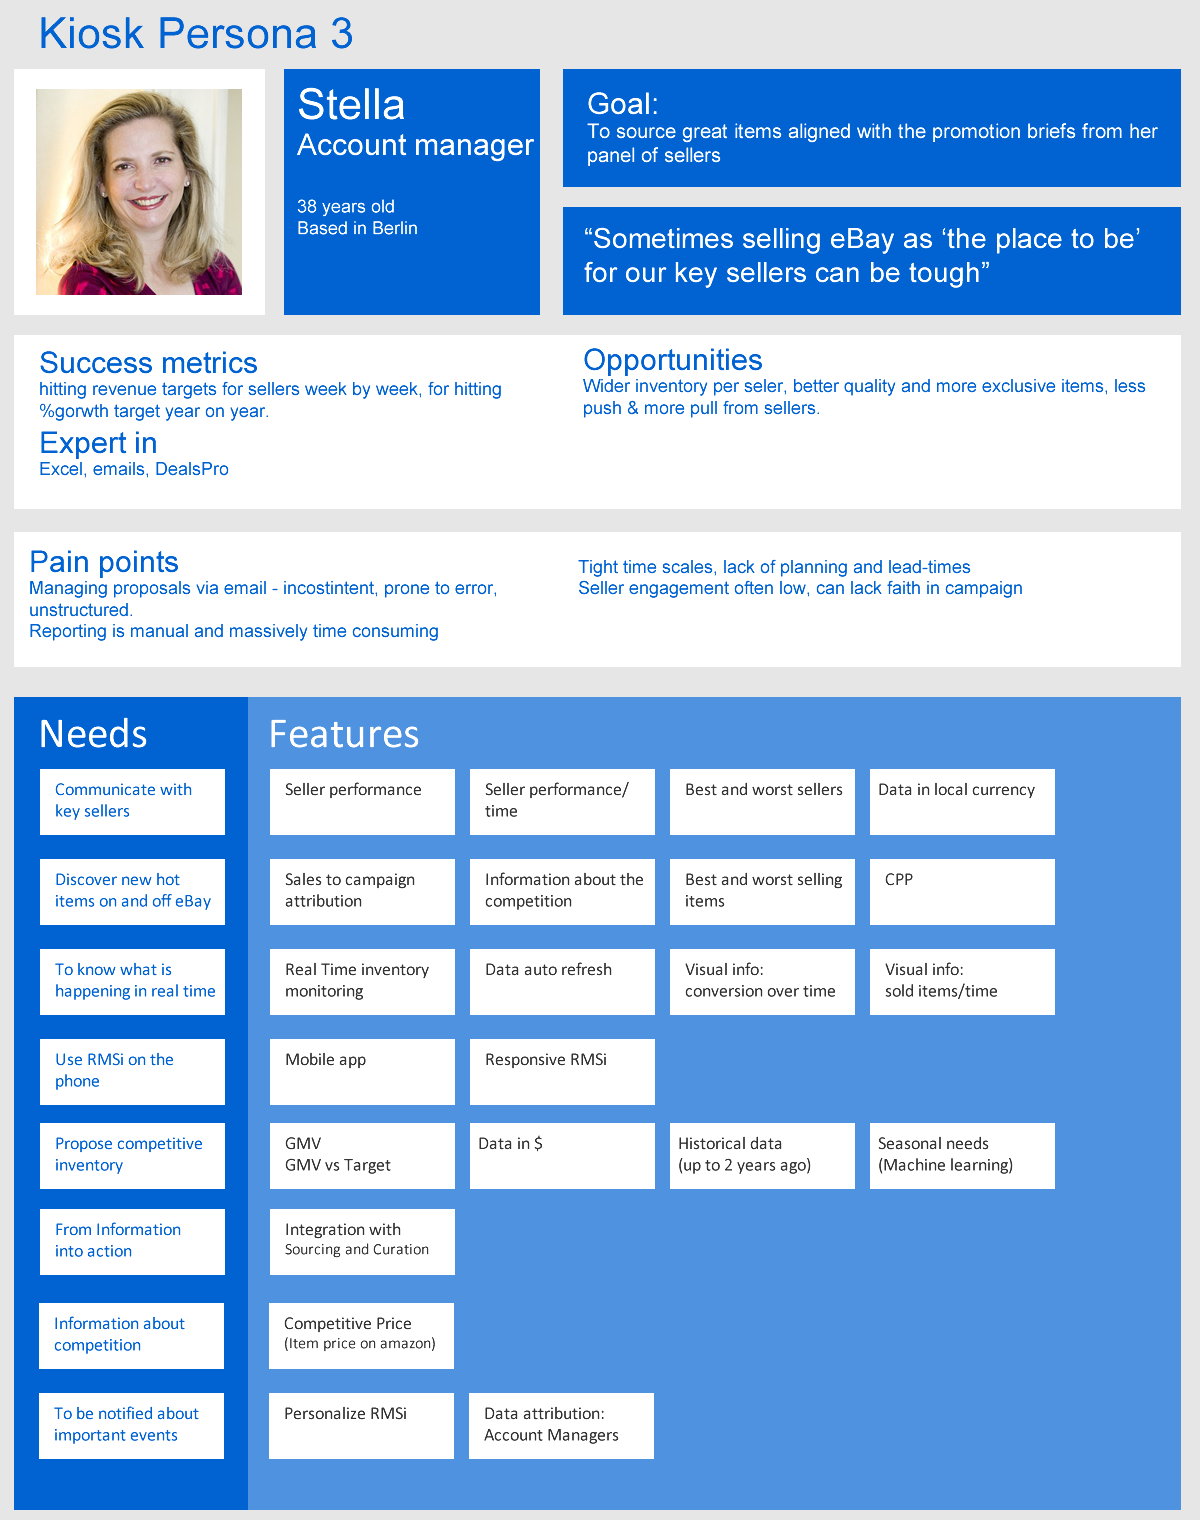 Kiosk Persona 3
Stella
Account manager
38 years old
Based in Berlin
Goal:
To source great items aligned with the promotion briefs from her
panel of sellers
“Sometimes selling eBay as ‘the place to be’
for our key sellers can be tough”
Success metrics
hitting revenue targets for sellers week by week, for hitting
%gorwth target year on year.
Expert in
Excel, emails, DealsPro
Opportunities
Wider inventory per seler, better quality and more exclusive items, less
push & more pull from sellers.
Pain points
Managing proposals via email - incostintent, prone to error,
unstructured.
Reporting is manual and massively time consuming
Tight time scales, lack of planning and lead-times
Seller engagement often low, can lack faith in campaign
Needs
Features
Communicate with
key sellers
Seller performance
Seller performance/
time
Best and worst sellers
Data in local currency
Discover new hot
items on and off eBay
Sales to campaign
attribution
Information about the
competition
Best and worst selling
items
CPP
To know what is
happening in real time
Real Time inventory
monitoring
Data auto refresh
Visual info:
conversion over time
Visual info:
sold items/time
Use RMSi on the
phone
Mobile app
Responsive RMSi
Propose competitive
inventory
GMV
GMV vs Target
Data in $
Historical data
(up to 2 years ago)
Seasonal needs
(Machine learning)
From Information
into action
Integration with
Sourcing and Curation
Information about
competition
Competitive Price
(Item price on amazon)
To be notified about
important events
Personalize RMSi
Data attribution:
Account Managers